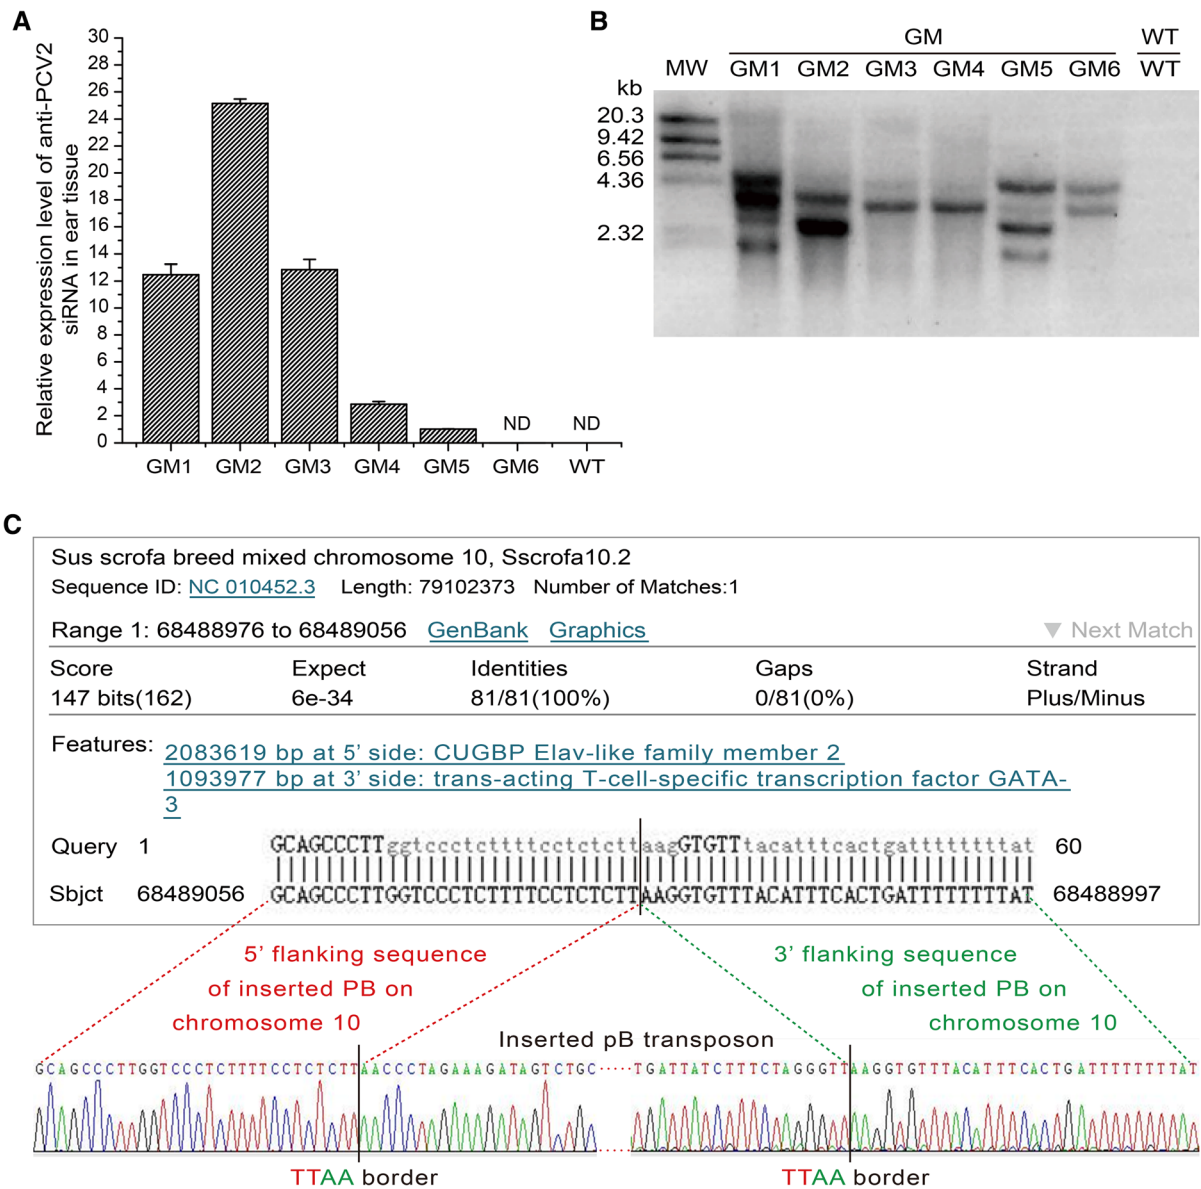 A
Relative expression level of anti-PCV2
siRNA in ear tissue
30
28
26
24
22
20
18
16
14
12
10
8
6
4
2
0
ND
ND
GM1
GM2
GM3
GM4
GM5
GM6
WT
B
GM
WT
MW
GM1
GM2
GM3
GM4
GM5
GM6
WT
kb
20.3
9.42
6.56
4.36
2.32
C
Sus scrofa breed mixed chromosome 10, Sscrofa10.2
Sequence ID: NC 010452.3 Length: 79102373 Number of Matches:1
Range 1: 68488976 to 68489056 GenBank Graphics ▼ Next Match
Score Expect Identities Gaps Strand
147 bits(162) 6e-34 81/81(100%) 0/81(0%) Plus/Minus
Features: 2083619 bp at 5’ side: CUGBP Elav-like family member 2
1093977 bp at 3’ side: trans-acting T-cell-specific transcription factor GATA-
3
Query 1 GCAGCCCTTggtccctcttttcctctcttaagGTGTTtacatttcactgatttttttttat 60
Sbjct 68489056 GCAGCCCTTGGTCCCTCTTTTCCTCTCTTAAGGTGTTTACATTTCACTGATTTTTTTTTAT 68488997
5’ flanking sequence
of inserted PB on
chromosome 10
3’ flanking sequence
of inserted PB on
chromosome 10
Inserted pB transposon
GCAGCCCTTGGTCCCTCTTTTCCTCTCTTAACCCTAGAAAGATAGTCTGC······TGATTATCTTTCTAGGGTTAAGGTGTTTACATTTCACTGATTTTTTTTTAT
TTAA border
TTAA border